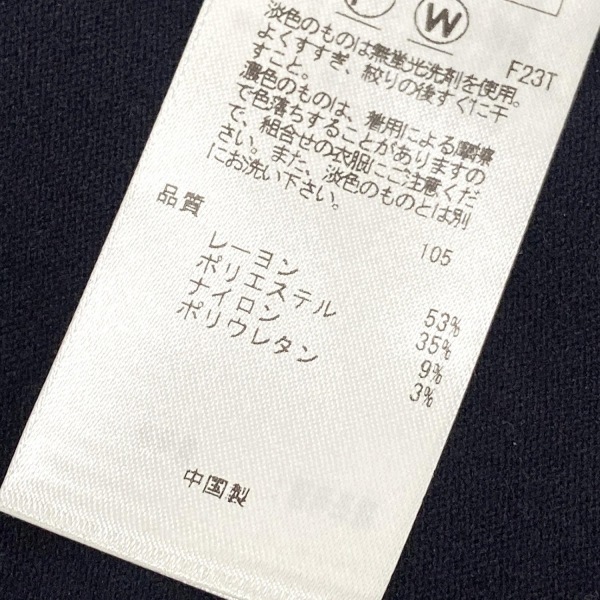 F W
F23T
淡色のものは無蛍光洗剤を使用。
よくすすぎ、絞りの後すぐに干
すこと。
濃色のものは、着用による摩擦
で色落ちすることがありますの
で、組合せの衣服にご注意くだ
さい。また、淡色のものとは別
にお洗い下さい。
品質
105
レーヨン 53%
ポリエステル 35%
ナイロン 9%
ポリウレタン 3%
中国製